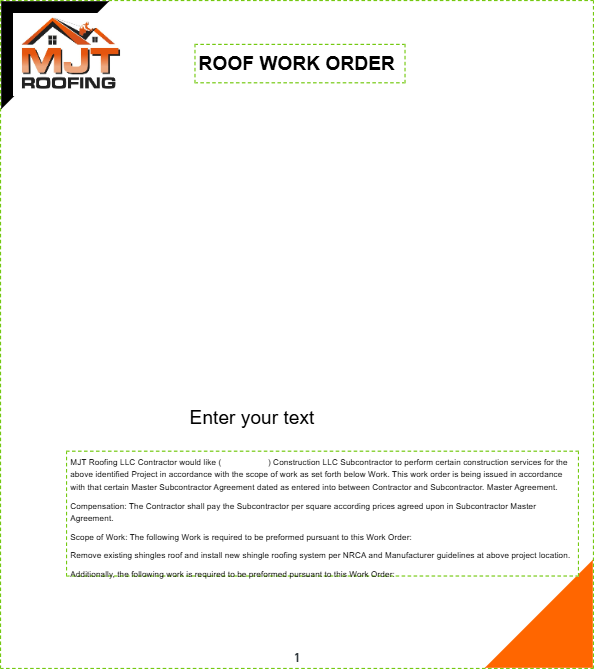 MJT
ROOFING
ROOF WORK ORDER
Enter your text
MJT Roofing LLC Contractor would like (                    ) Construction LLC Subcontractor to perform certain construction services for the
above identified Project in accordance with the scope of work as set forth below Work. This work order is being issued in accordance
with that certain Master Subcontractor Agreement dated as entered into between Contractor and Subcontractor. Master Agreement.
Compensation: The Contractor shall pay the Subcontractor per square according prices agreed upon in Subcontractor Master
Agreement.
Scope of Work: The following Work is required to be preformed pursuant to this Work Order:
Remove existing shingles roof and install new shingle roofing system per NRCA and Manufacturer guidelines at above project location.
Additionally, the following work is required to be preformed pursuant to this Work Order:
1